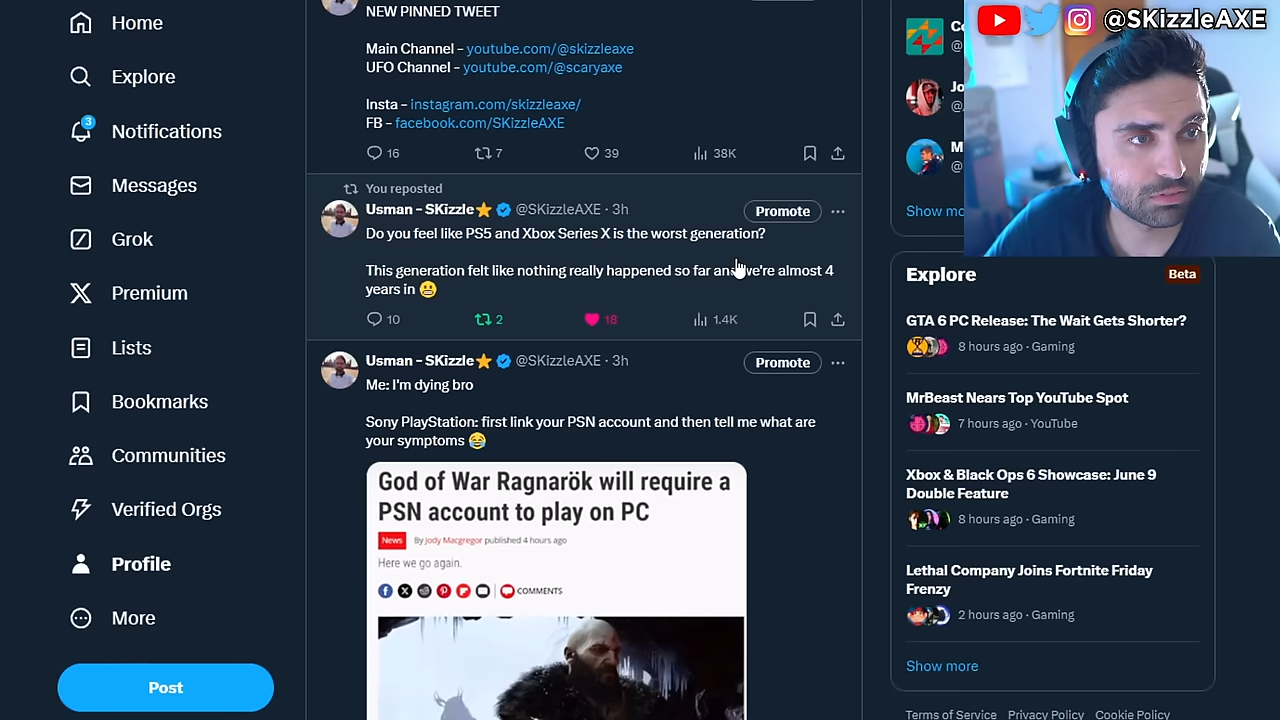 Home
Explore
3
Notifications
Messages
Grok
Premium
Lists
Bookmarks
Communities
Verified Orgs
Profile
More
Post
NEW PINNED TWEET
Main Channel - youtube.com/@skizzleaxe
UFO Channel - youtube.com/@scaryaxe
Insta - instagram.com/skizzleaxe/
FB - facebook.com/SKizzleAXE
16 7 39 38K
You reposted
Usman - SKizzle⭐ @SKizzleAXE · 3h
Promote
Do you feel like PS5 and Xbox Series X is the worst generation?
This generation felt like nothing really happened so far and we're almost 4
years in 😬
10 2 18 1.4K
Usman - SKizzle⭐ @SKizzleAXE · 3h
Promote
Me: I'm dying bro
Sony PlayStation: first link your PSN account and then tell me what are
your symptoms 😂
God of War Ragnarök will require a
PSN account to play on PC
News By Jody Macgregor published 4 hours ago
Here we go again.
COMMENTS
@SKizzleAXE
Co
@
Jo
@
M
@
Show mo
Explore
Beta
GTA 6 PC Release: The Wait Gets Shorter?
8 hours ago · Gaming
MrBeast Nears Top YouTube Spot
7 hours ago · YouTube
Xbox & Black Ops 6 Showcase: June 9
Double Feature
8 hours ago · Gaming
Lethal Company Joins Fortnite Friday
Frenzy
2 hours ago · Gaming
Show more
Terms of Service Privacy Policy Cookie Policy